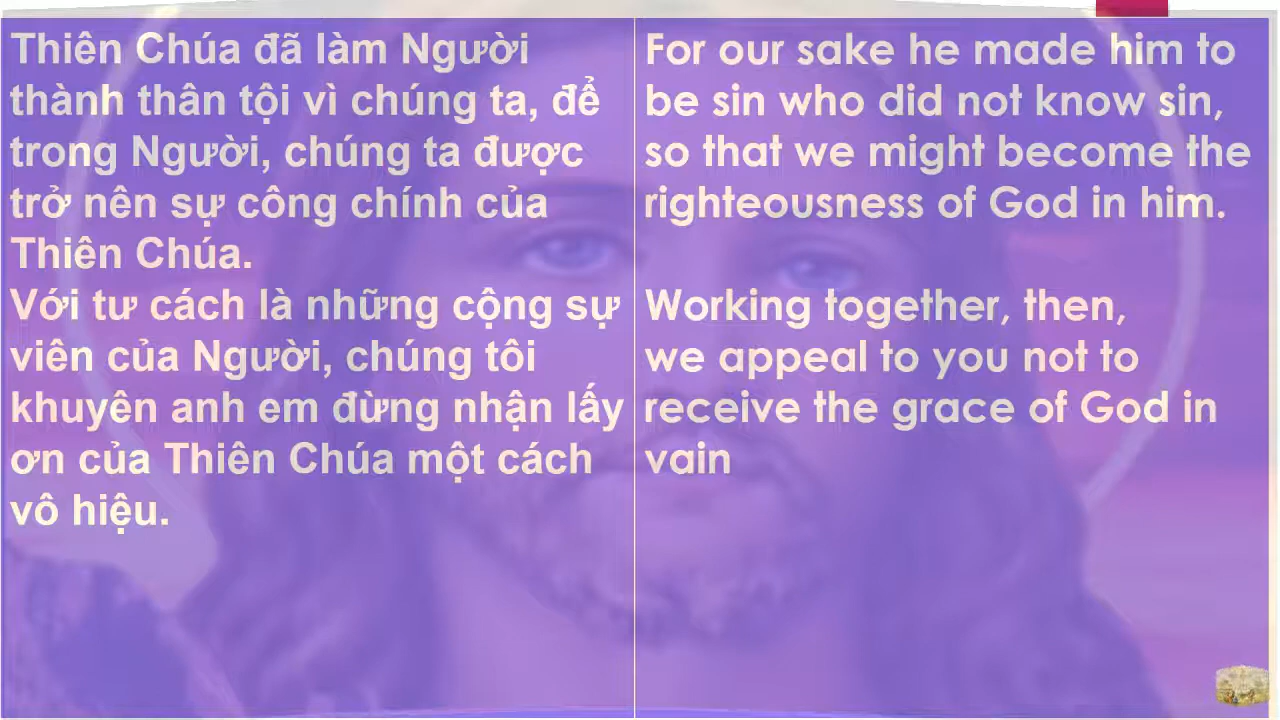 Thiên Chúa đã làm Người
thành thân tội vì chúng ta, để
trong Người, chúng ta được
trở nên sự công chính của
Thiên Chúa.
Với tư cách là những cộng sự
viên của Người, chúng tôi
khuyên anh em đừng nhận lấy
ơn của Thiên Chúa một cách
vô hiệu.
For our sake he made him to
be sin who did not know sin,
so that we might become the
righteousness of God in him.
Working together, then,
we appeal to you not to
receive the grace of God in
vain